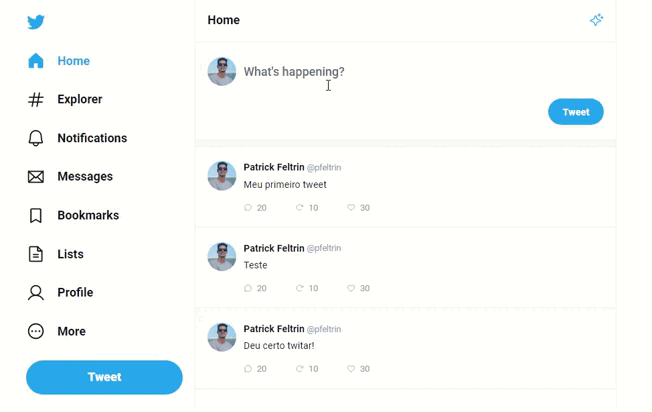 Home
Explorer
Notifications
Messages
Bookmarks
Lists
Profile
More
Tweet
Home
What's happening?
Tweet
Patrick Feltrin @pfeltrin
Meu primeiro tweet
20 10 30
Patrick Feltrin @pfeltrin
Teste
20 10 30
Patrick Feltrin @pfeltrin
Deu certo twitar!
20 10 30